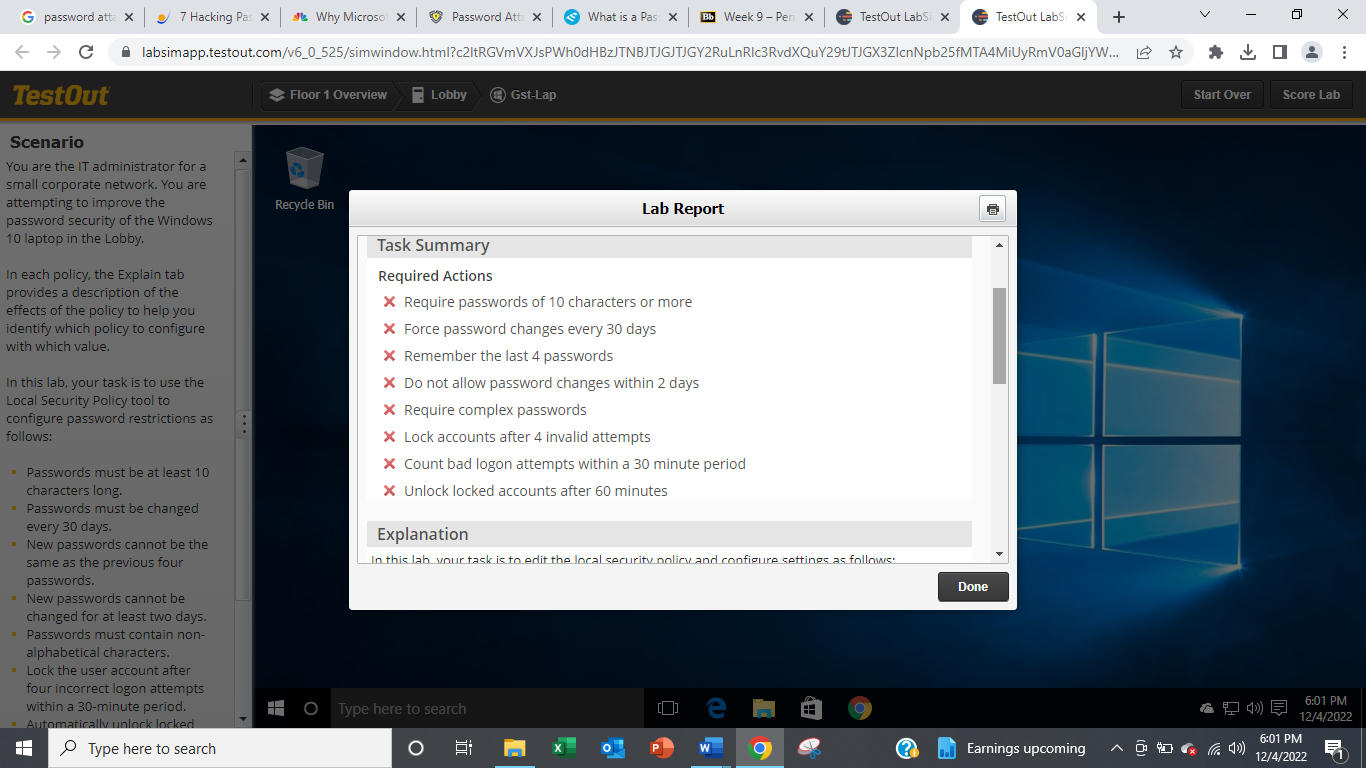 password atta
7 Hacking Pas
Why Microsof
Password Atta
What is a Pas
Week 9 – Peri
TestOut LabSi
TestOut LabSi
labsimapp.testout.com/v6_0_525/simwindow.html?c2ltRGVmVXJsPWh0dHBzJTNBJTJGJTJGY2RuLnRlc3RvdXQuY29tJTJGX3ZlcnNpb25fMTA4MiUyRmV0aGljYW...
TestOut
Floor 1 Overview
Lobby
Gst-Lap
Start Over
Score Lab
Scenario
You are the IT administrator for a
small corporate network. You are
attempting to improve the
password security of the Windows
10 laptop in the Lobby.
In each policy, the Explain tab
provides a description of the
effects of the policy to help you
identify which policy to configure
with which value.
In this lab, your task is to use the
Local Security Policy tool to
configure password restrictions as
follows:
Passwords must be at least 10
characters long.
Passwords must be changed
every 30 days.
New passwords cannot be the
same as the previous four
passwords.
New passwords cannot be
changed for at least two days.
Passwords must contain non-
alphabetical characters.
Lock the user account after
four incorrect logon attempts
within a 30-minute period.
Automatically unlock locked
Recycle Bin
Lab Report
Task Summary
Required Actions
Require passwords of 10 characters or more
Force password changes every 30 days
Remember the last 4 passwords
Do not allow password changes within 2 days
Require complex passwords
Lock accounts after 4 invalid attempts
Count bad logon attempts within a 30 minute period
Unlock locked accounts after 60 minutes
Explanation
In this lab, your task is to edit the local security policy and configure settings as follows:
Done
Type here to search
6:01 PM
12/4/2022
Type here to search
Earnings upcoming
6:01 PM
12/4/2022
1